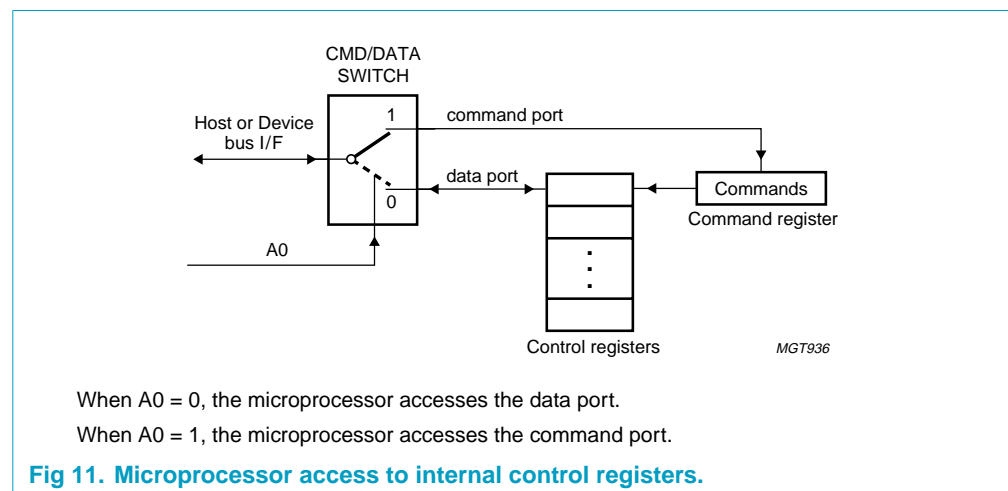 CMD/DATA
SWITCH
Host or Device
bus I/F
1
command port
data port
0
A0
Commands
Command register
Control registers
MGT936
When A0 = 0, the microprocessor accesses the data port.
When A0 = 1, the microprocessor accesses the command port.
Fig 11. Microprocessor access to internal control registers.